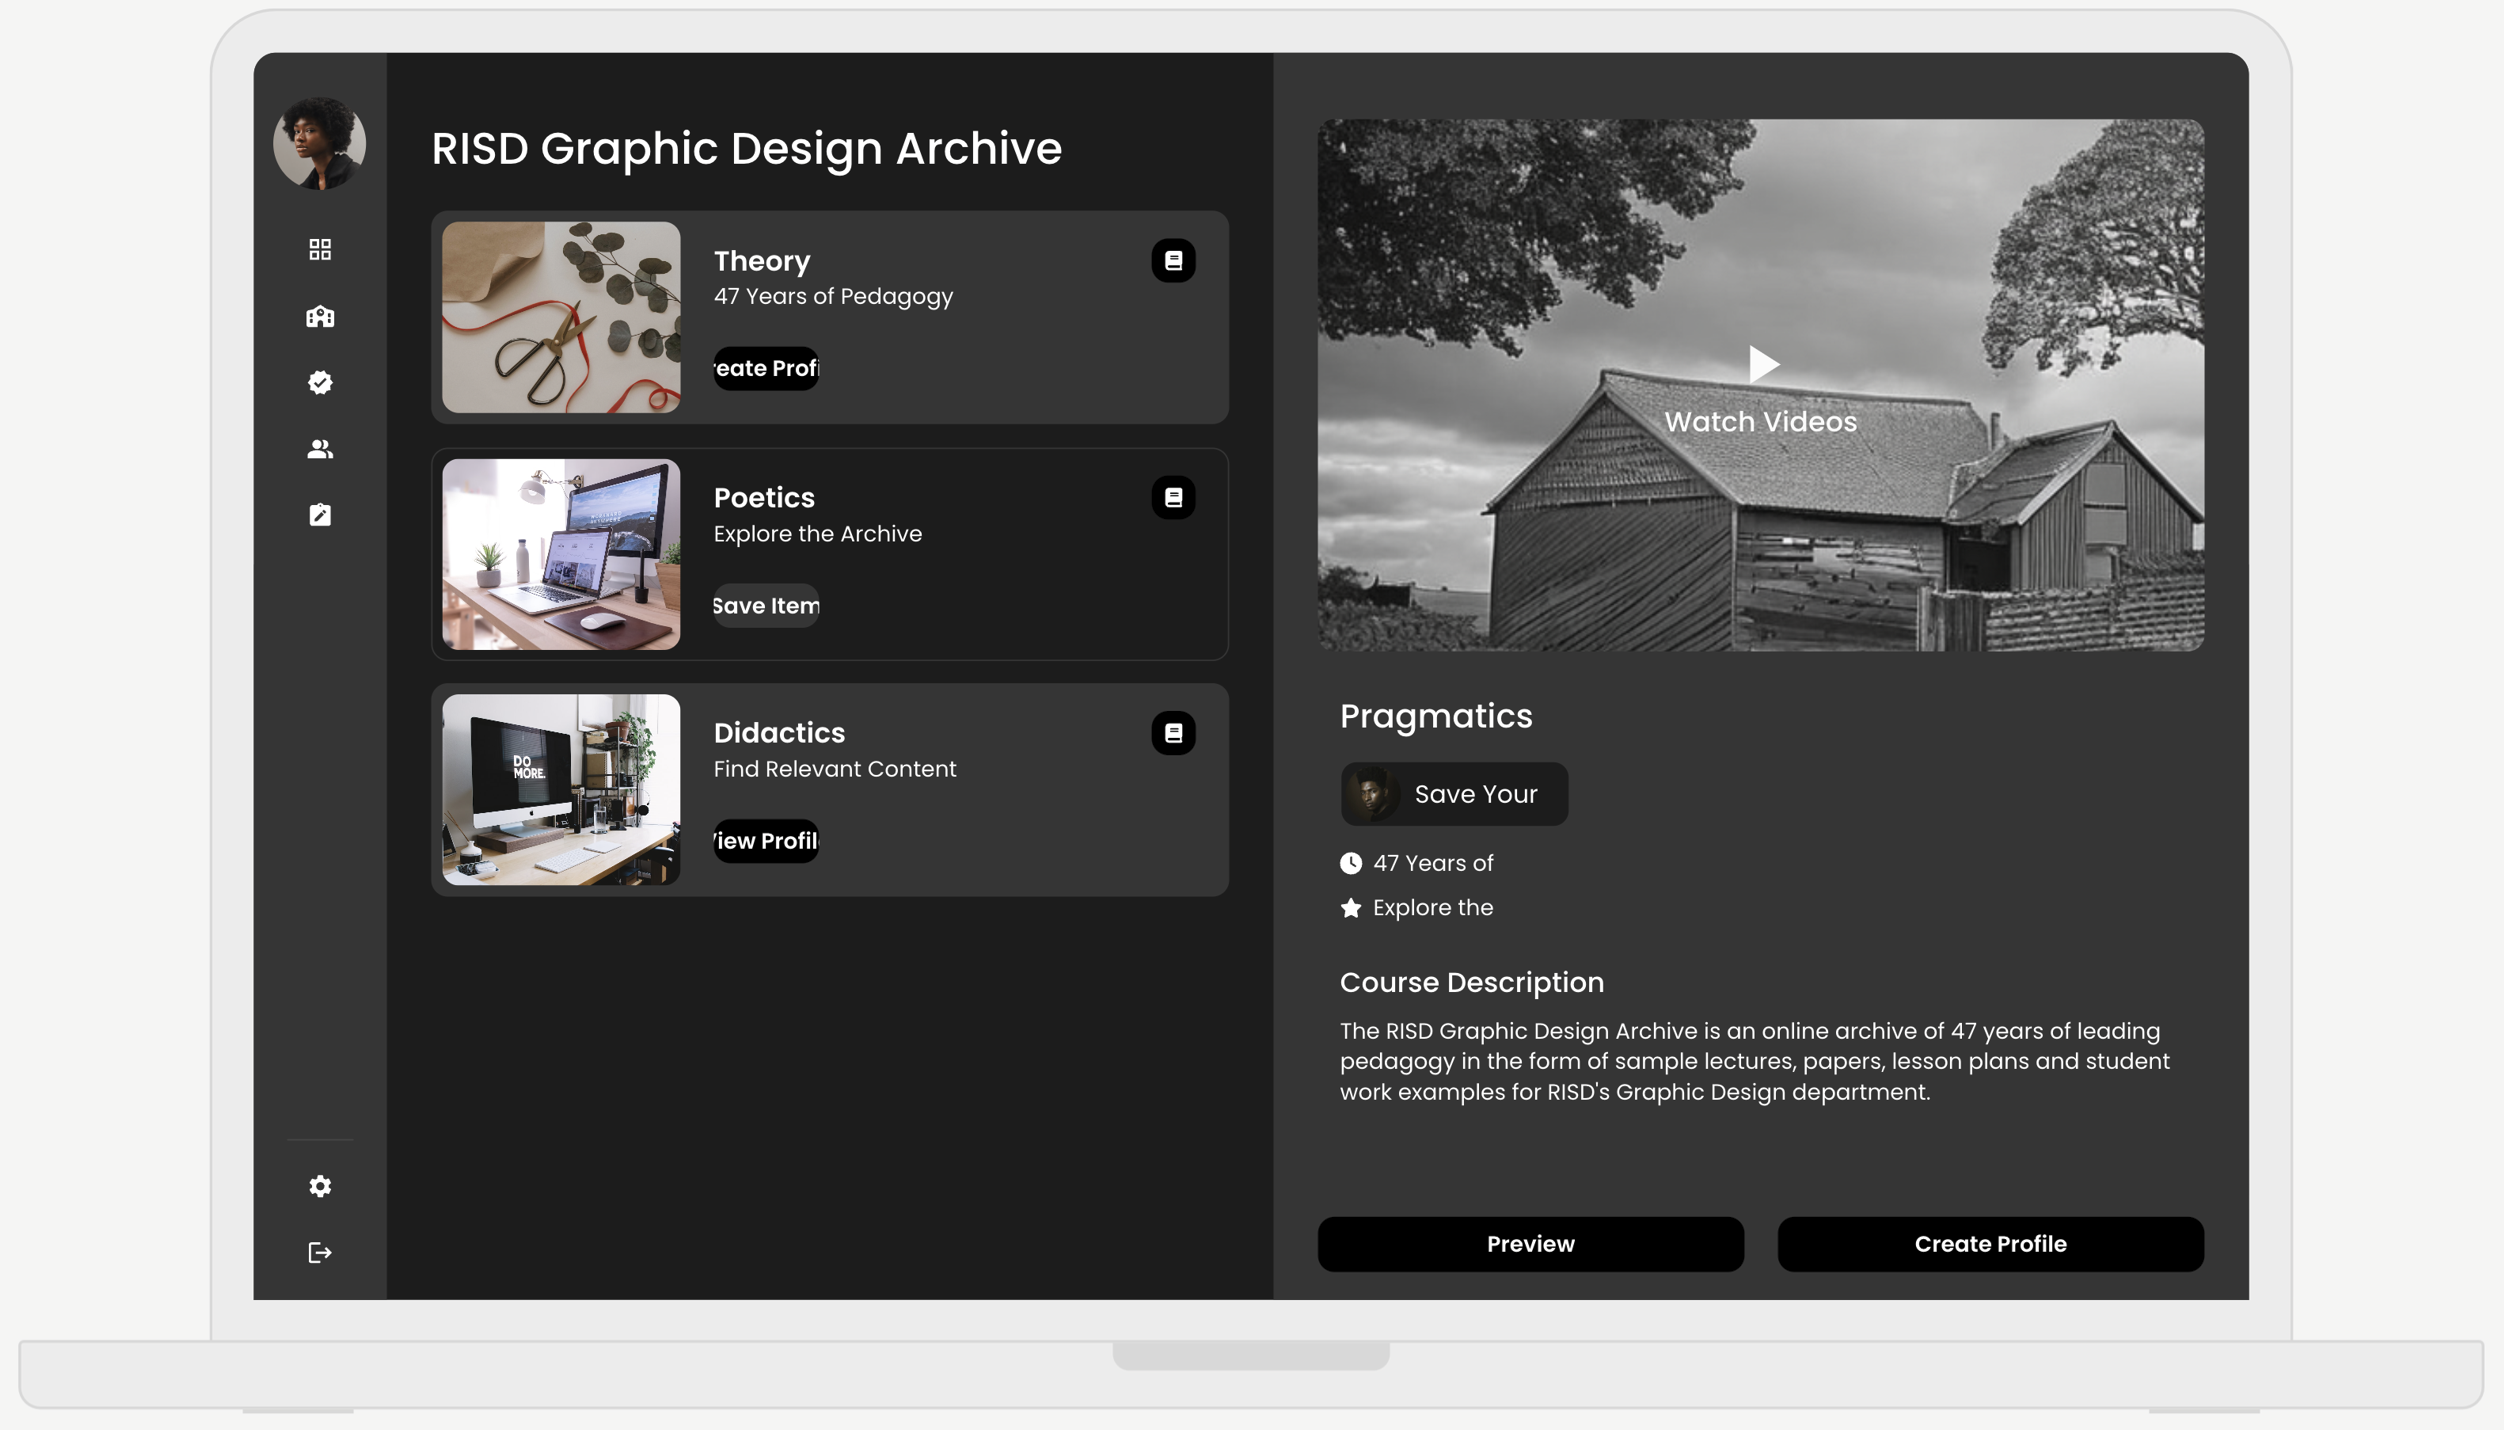 RISD Graphic Design Archive
Theory
47 Years of Pedagogy
reate Profi
Poetics
Explore the Archive
Save Item
DO
MORE.
Didactics
Find Relevant Content
iew Profil
Watch Videos
Pragmatics
Save Your
47 Years of
Explore the
Course Description
The RISD Graphic Design Archive is an online archive of 47 years of leading
pedagogy in the form of sample lectures, papers, lesson plans and student
work examples for RISD's Graphic Design department.
Preview
Create Profile